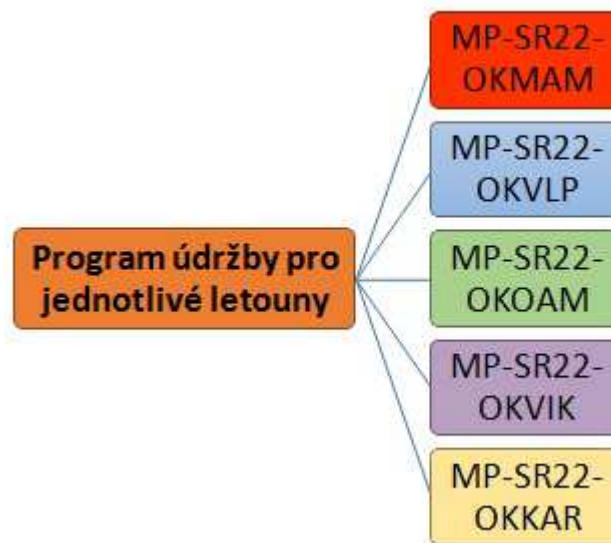 MP-SR22-
OKMAM
MP-SR22-
OKVLP
Program údržby pro
jednotlivé letouny
MP-SR22-
OKOAM
MP-SR22-
OKVIK
MP-SR22-
OKKAR